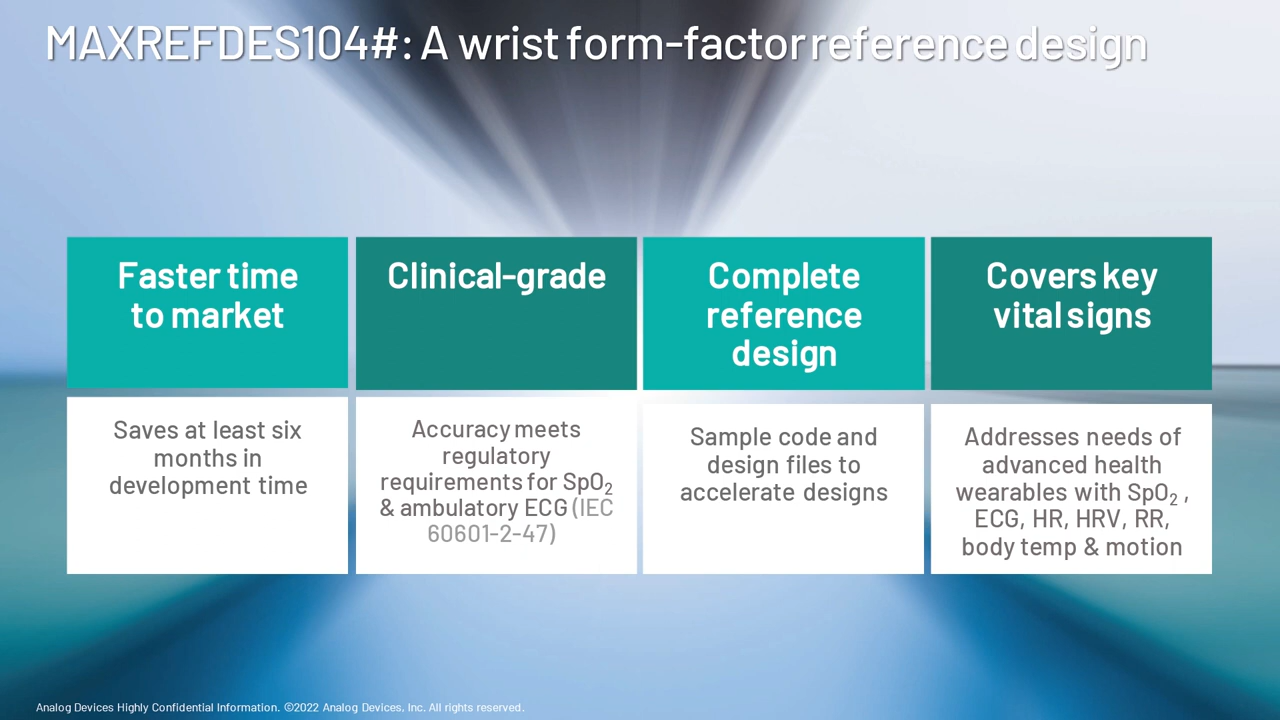 MAXREFDES104#: A wrist form-factor reference design
Faster time
to market
Saves at least six
months in
development time
Clinical-grade
Accuracy meets
regulatory
requirements for SpO₂
& ambulatory ECG (IEC
60601-2-47)
Complete
reference
design
Sample code and
design files to
accelerate designs
Covers key
vital signs
Addresses needs of
advanced health
wearables with SpO₂ ,
ECG, HR, HRV, RR,
body temp & motion
Analog Devices Highly Confidential Information. ©2022 Analog Devices, Inc. All rights reserved.